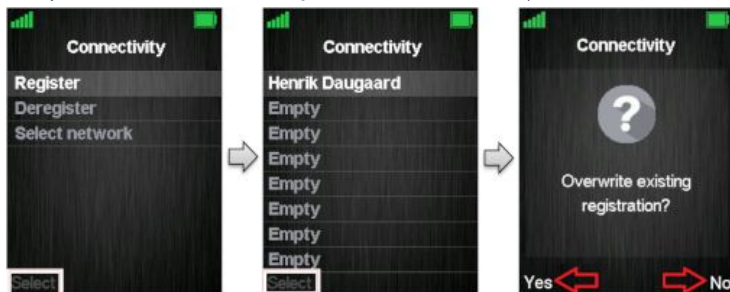 Connectivity
Register
Deregister
Select network
Select
Connectivity
Henrik Daugaard
Empty
Empty
Empty
Empty
Empty
Empty
Empty
Select
Connectivity
?
Overwrite existing
registration?
Yes
No